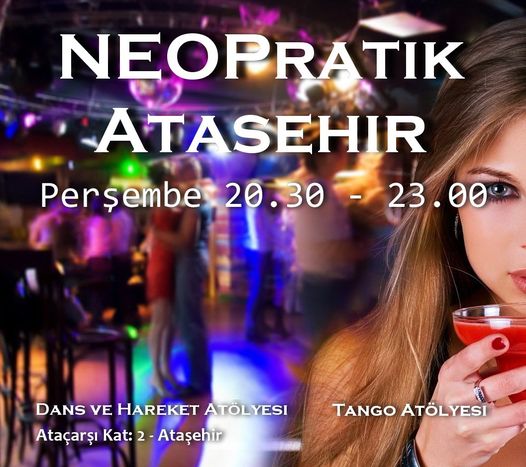 NEOPRATIK
ATASEHIR
Perşembe 20.30 - 23.00
DANS VE HAREKET ATÖLYESI
TANGO ATÖLYESI
Ataçarşı Kat: 2 - Ataşehir